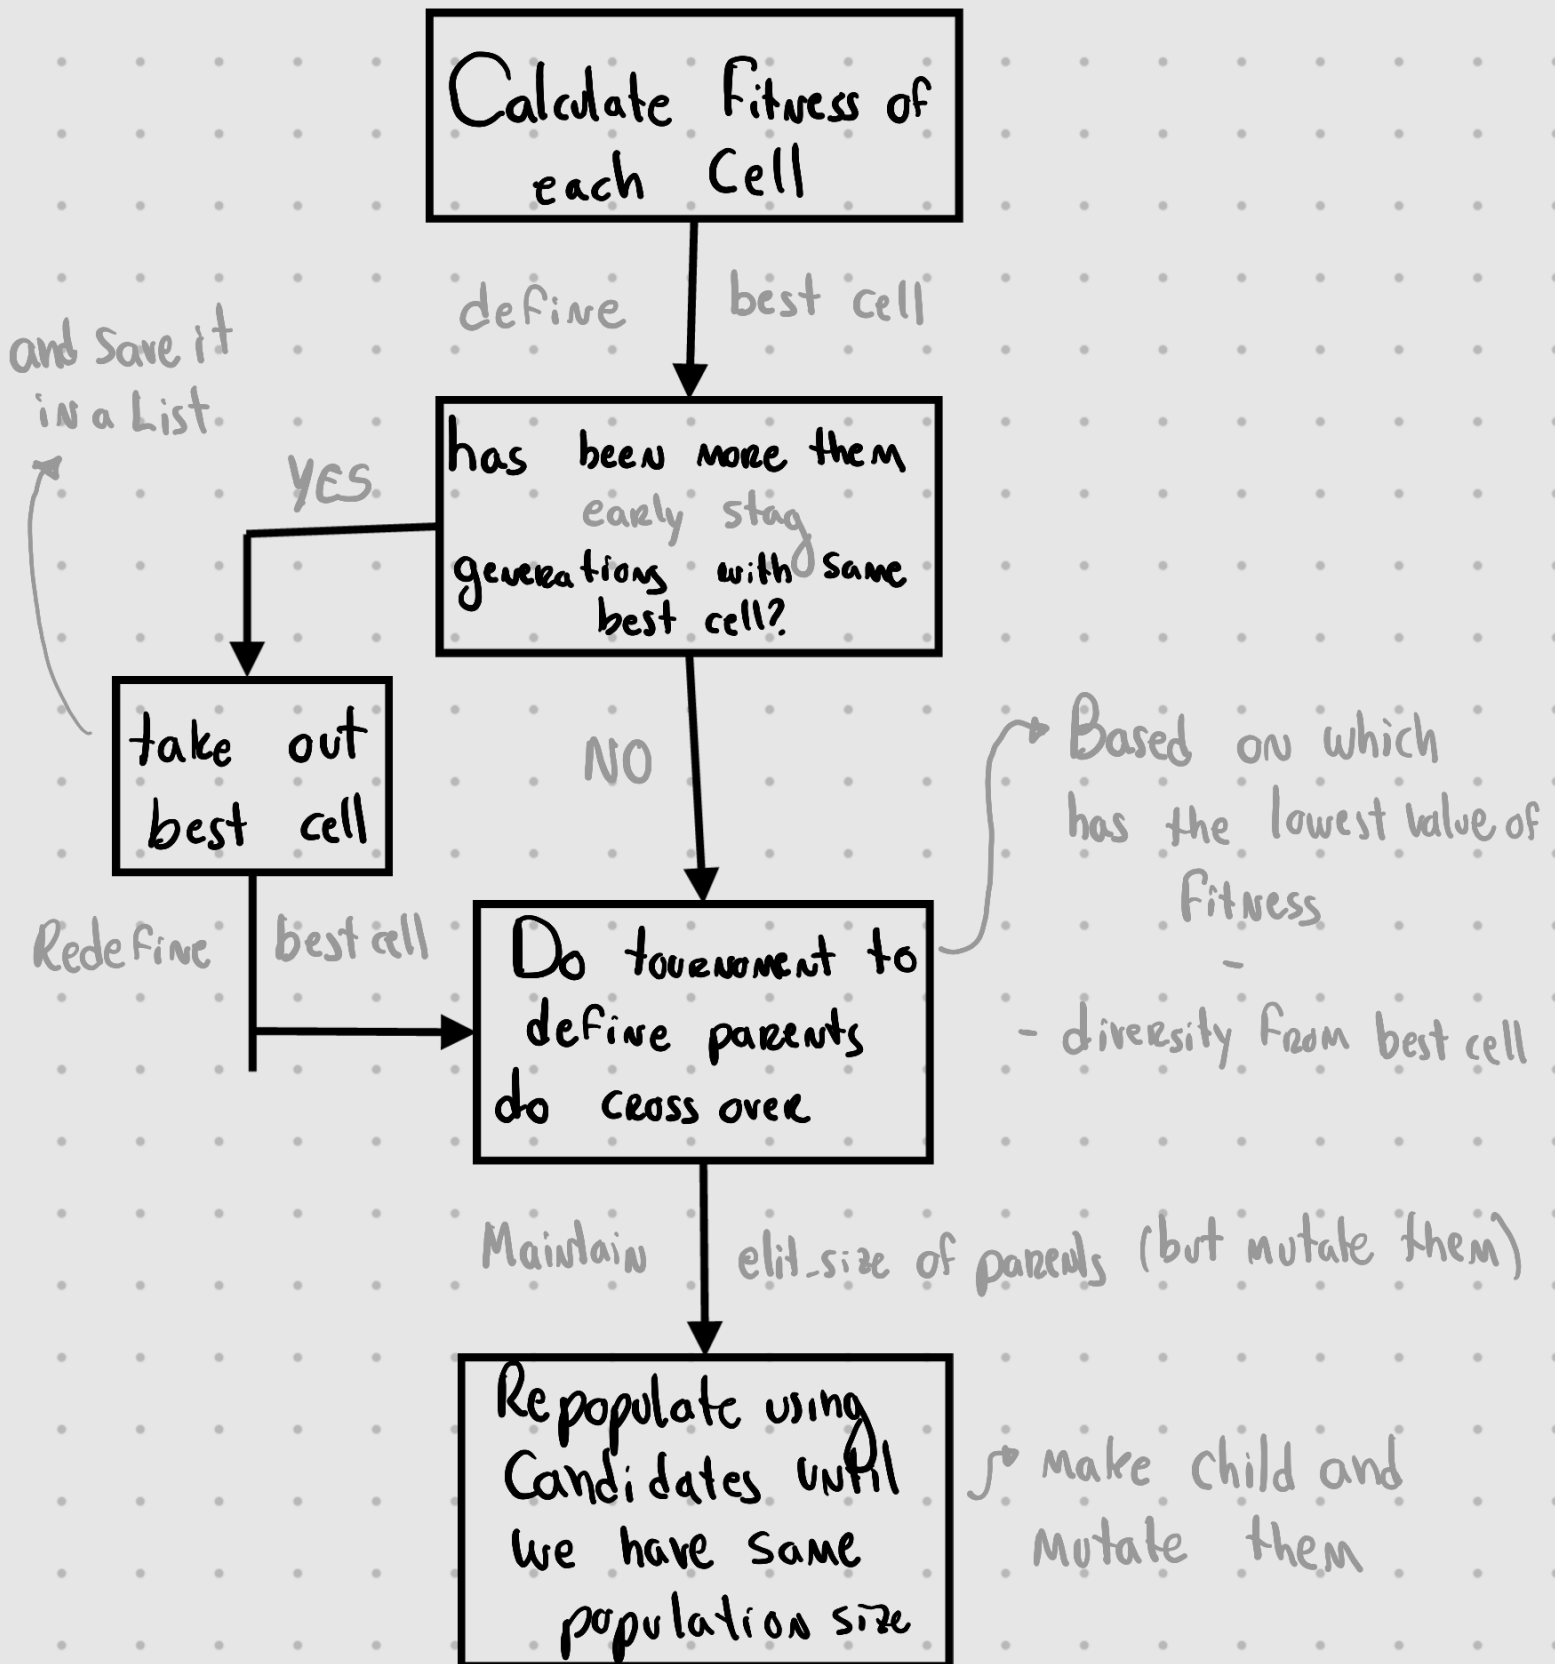 Calculate Fitness of
each Cell
define best cell
and save it
in a List
has been more them
early stag
generations with same
best cell?
YES
NO
take out
best cell
Redefine best cell
Do tournoment to
define parents
do cross over
Based on which
has the lowest value of
Fitness
-
- diversity from best cell
Maintain elit_size of parents (but mutate them)
Repopulate using
Candidates until
we have same
population size
make child and
mutate them